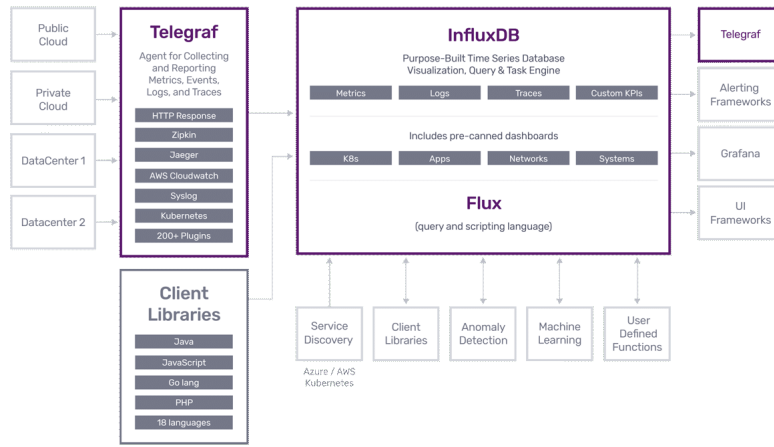 Public
Cloud
Private
Cloud
DataCenter 1
Datacenter 2
Telegraf
Agent for Collecting
and Reporting
Metrics, Events,
Logs, and Traces
HTTP Response
Zipkin
Jaeger
AWS Cloudwatch
Syslog
Kubernetes
200+ Plugins
Client
Libraries
Java
JavaScript
Go lang
PHP
18 languages
InfluxDB
Purpose-Built Time Series Database
Visualization, Query & Task Engine
Metrics
Logs
Traces
Custom KPIs
Includes pre-canned dashboards
K8s
Apps
Networks
Systems
Flux
(query and scripting language)
Service
Discovery
Azure / AWS
Kubernetes
Client
Libraries
Anomaly
Detection
Machine
Learning
User
Defined
Functions
Telegraf
Alerting
Frameworks
Grafana
UI
Frameworks